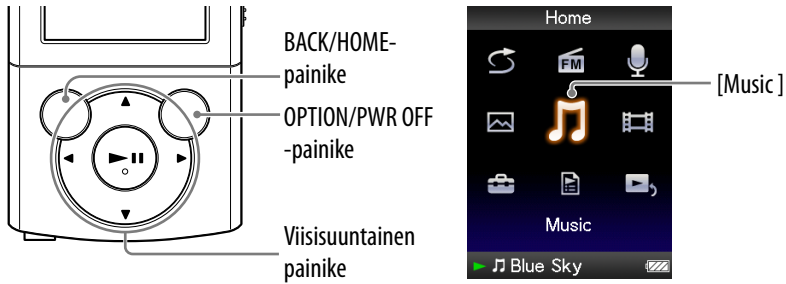 BACK/HOME-
painike
OPTION/PWR OFF
-painike
Viisisuuntainen
painike
Home
FM
[Music ]
Music
Blue Sky